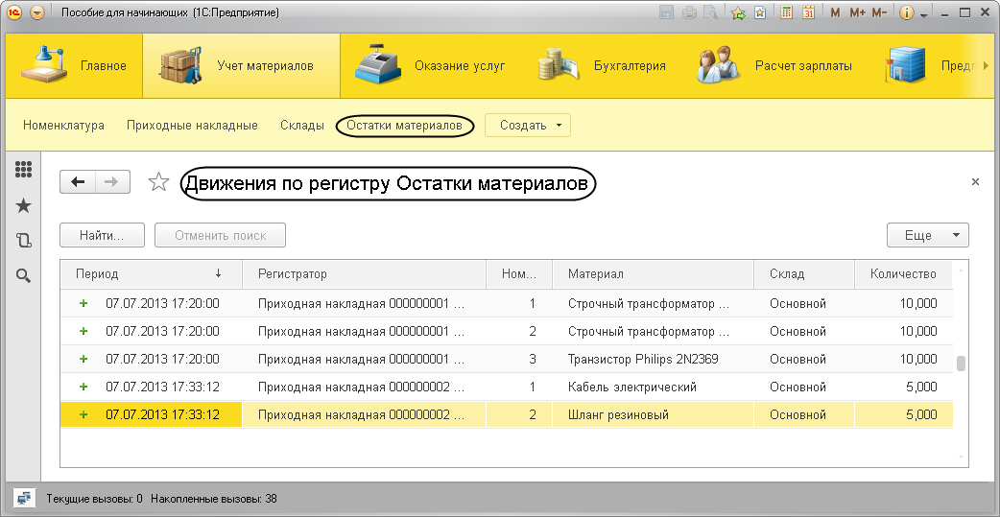 Пособие для начинающих (1С:Предприятие)
31 M M+ M-
Главное Учет материалов Оказание услуг Бухгалтерия Расчет зарплаты
Номенклатура Приходные накладные Склады Остатки материалов Создать
Движения по регистру Остатки материалов
Найти... Отменить поиск Еще
Период Регистратор Ном... Материал Склад Количество
07.07.2013 17:20:00 Приходная накладная 000000001 ... 1 Строчный трансформатор ... Основной 10,000
07.07.2013 17:20:00 Приходная накладная 000000001 ... 2 Строчный трансформатор ... Основной 10,000
07.07.2013 17:20:00 Приходная накладная 000000001 ... 3 Транзистор Philips 2N2369 Основной 10,000
07.07.2013 17:33:12 Приходная накладная 000000002 ... 1 Кабель электрический Основной 5,000
07.07.2013 17:33:12 Приходная накладная 000000002 ... 2 Шланг резиновый Основной 5,000
Текущие вызовы: 0 Накопленные вызовы: 38